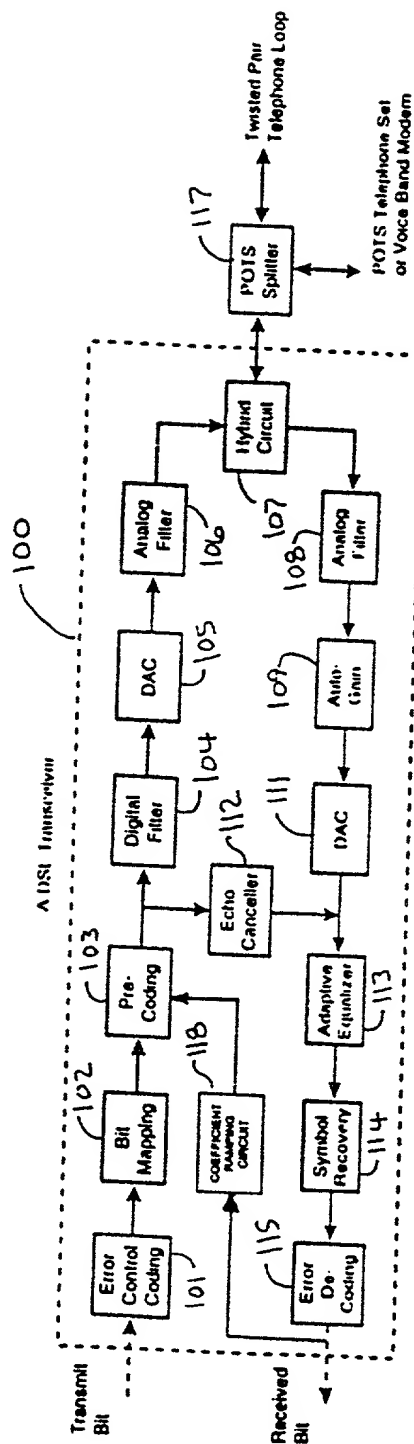 A DSL Transceiver
100
Transmit
Bit
Error
Control
Coding
101
Bit
Mapping
102
Pre-
Coding
103
Digital
Filter
104
DAC
105
Analog
Filter
106
Hybrid
Circuit
107
POTS
Splitter
117
Twisted Pair
Telephone Loop
POTS Telephone Set
or Voice Band Modem
Echo
Canceller
112
COEFFICIENT
RAMPING
CIRCUIT
118
Analog
Filter
108
Auto-
Gain
109
DAC
111
Adaptive
Equalizer
113
Symbol
Recovery
114
Error
De-
Coding
115
Received
Bit